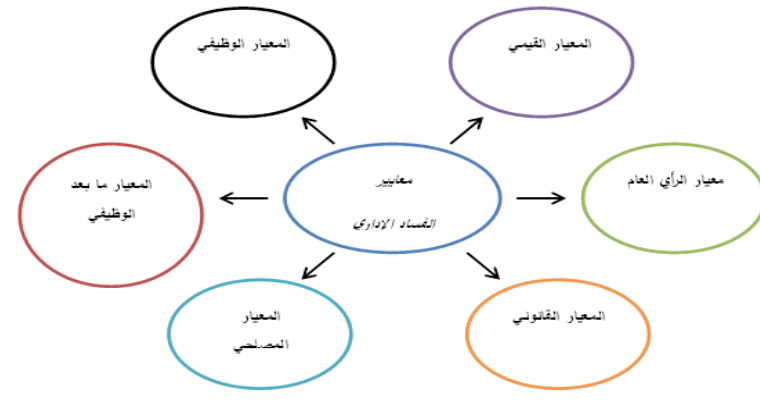 المعيار القيمي
المعيار الوظيفي
معيار الرأي العام
معايير
الفساد الإداري
المعيار ما بعد
الوظيفي
المعيار القانوني
المعيار
المصلحي